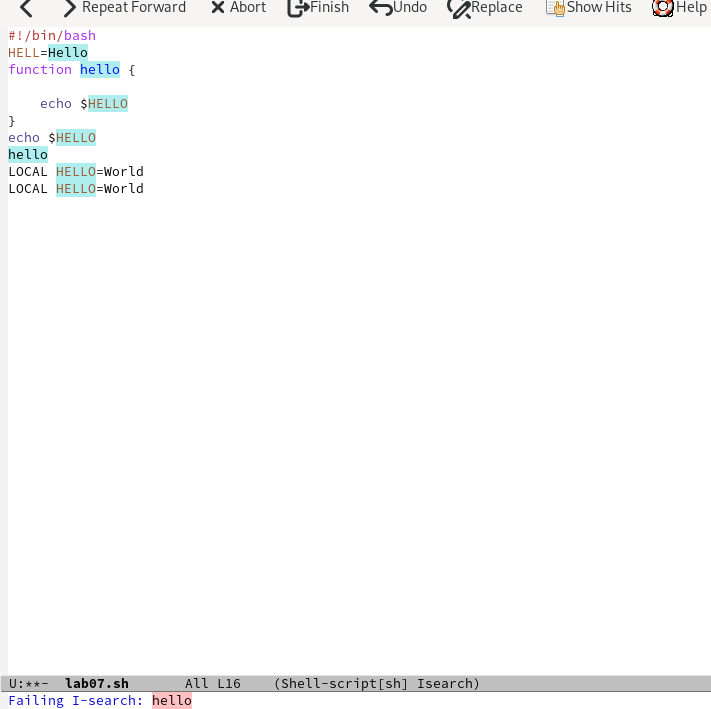 Repeat Forward Abort Finish Undo Replace Show Hits Help
#!/bin/bash
HELL=Hello
function hello {
    echo $HELLO
}
echo $HELLO
hello
LOCAL HELLO=World
LOCAL HELLO=World
U:**-  lab07.sh       All L16    (Shell-script[sh] Isearch)
Failing I-search: hello